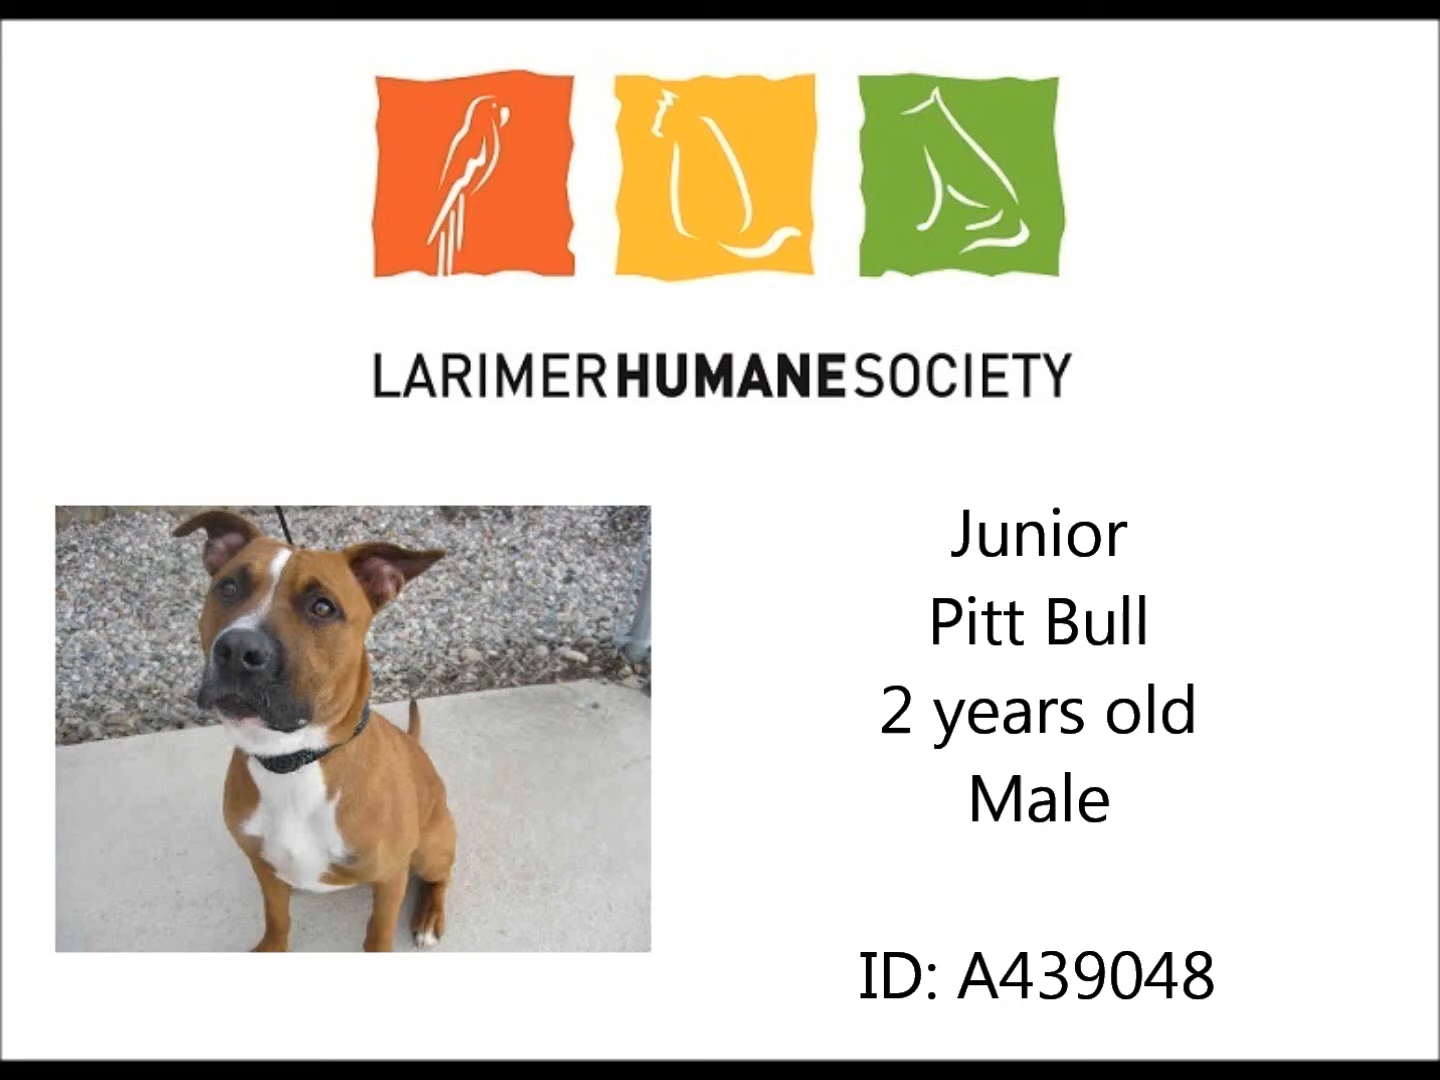 LARIMERHUMANESOCIETY
Junior
Pitt Bull
2 years old
Male
ID: A439048